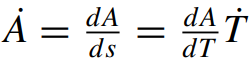 Ȧ = dA/ds = dA/dT Ṫ